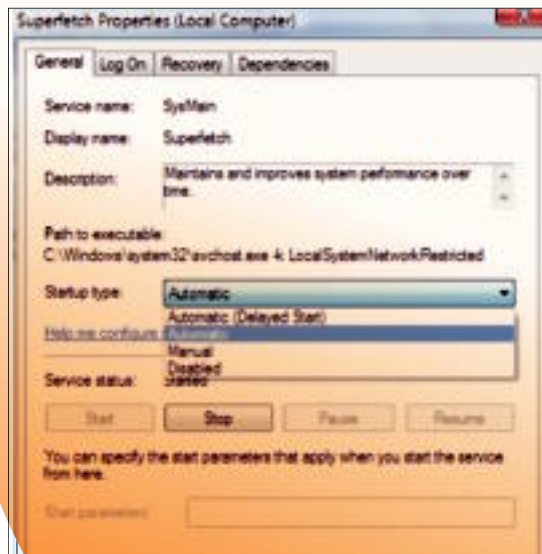 Superfetch Properties (Local Computer)
General Log On Recovery Dependencies
Service name: SysMain
Display name: Superfetch
Description: Maintains and improves system performance over
time.
Path to executable:
C:\Windows\system32\svchost.exe -k LocalSystemNetworkRestricted
Startup type: Automatic
Automatic (Delayed Start)
Help me configure Automatic
Manual
Disabled
Service status: Started
Start Stop Pause Resume
You can specify the start parameters that apply when you start the service
from here.
Start parameters: